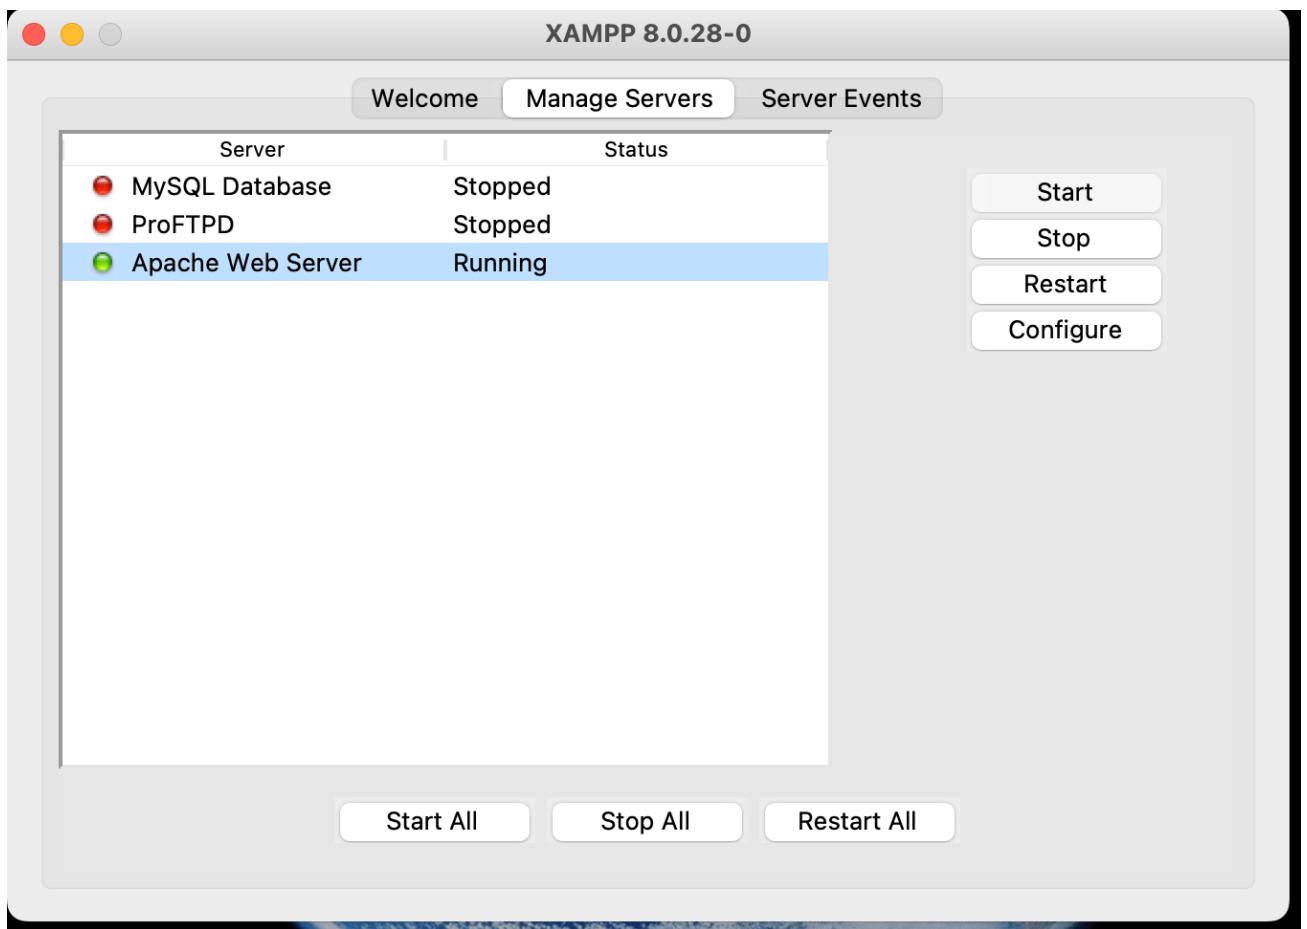 XAMPP 8.0.28-0
Welcome Manage Servers Server Events
Server Status
MySQL Database Stopped
ProFTPD Stopped
Apache Web Server Running
Start
Stop
Restart
Configure
Start All Stop All Restart All